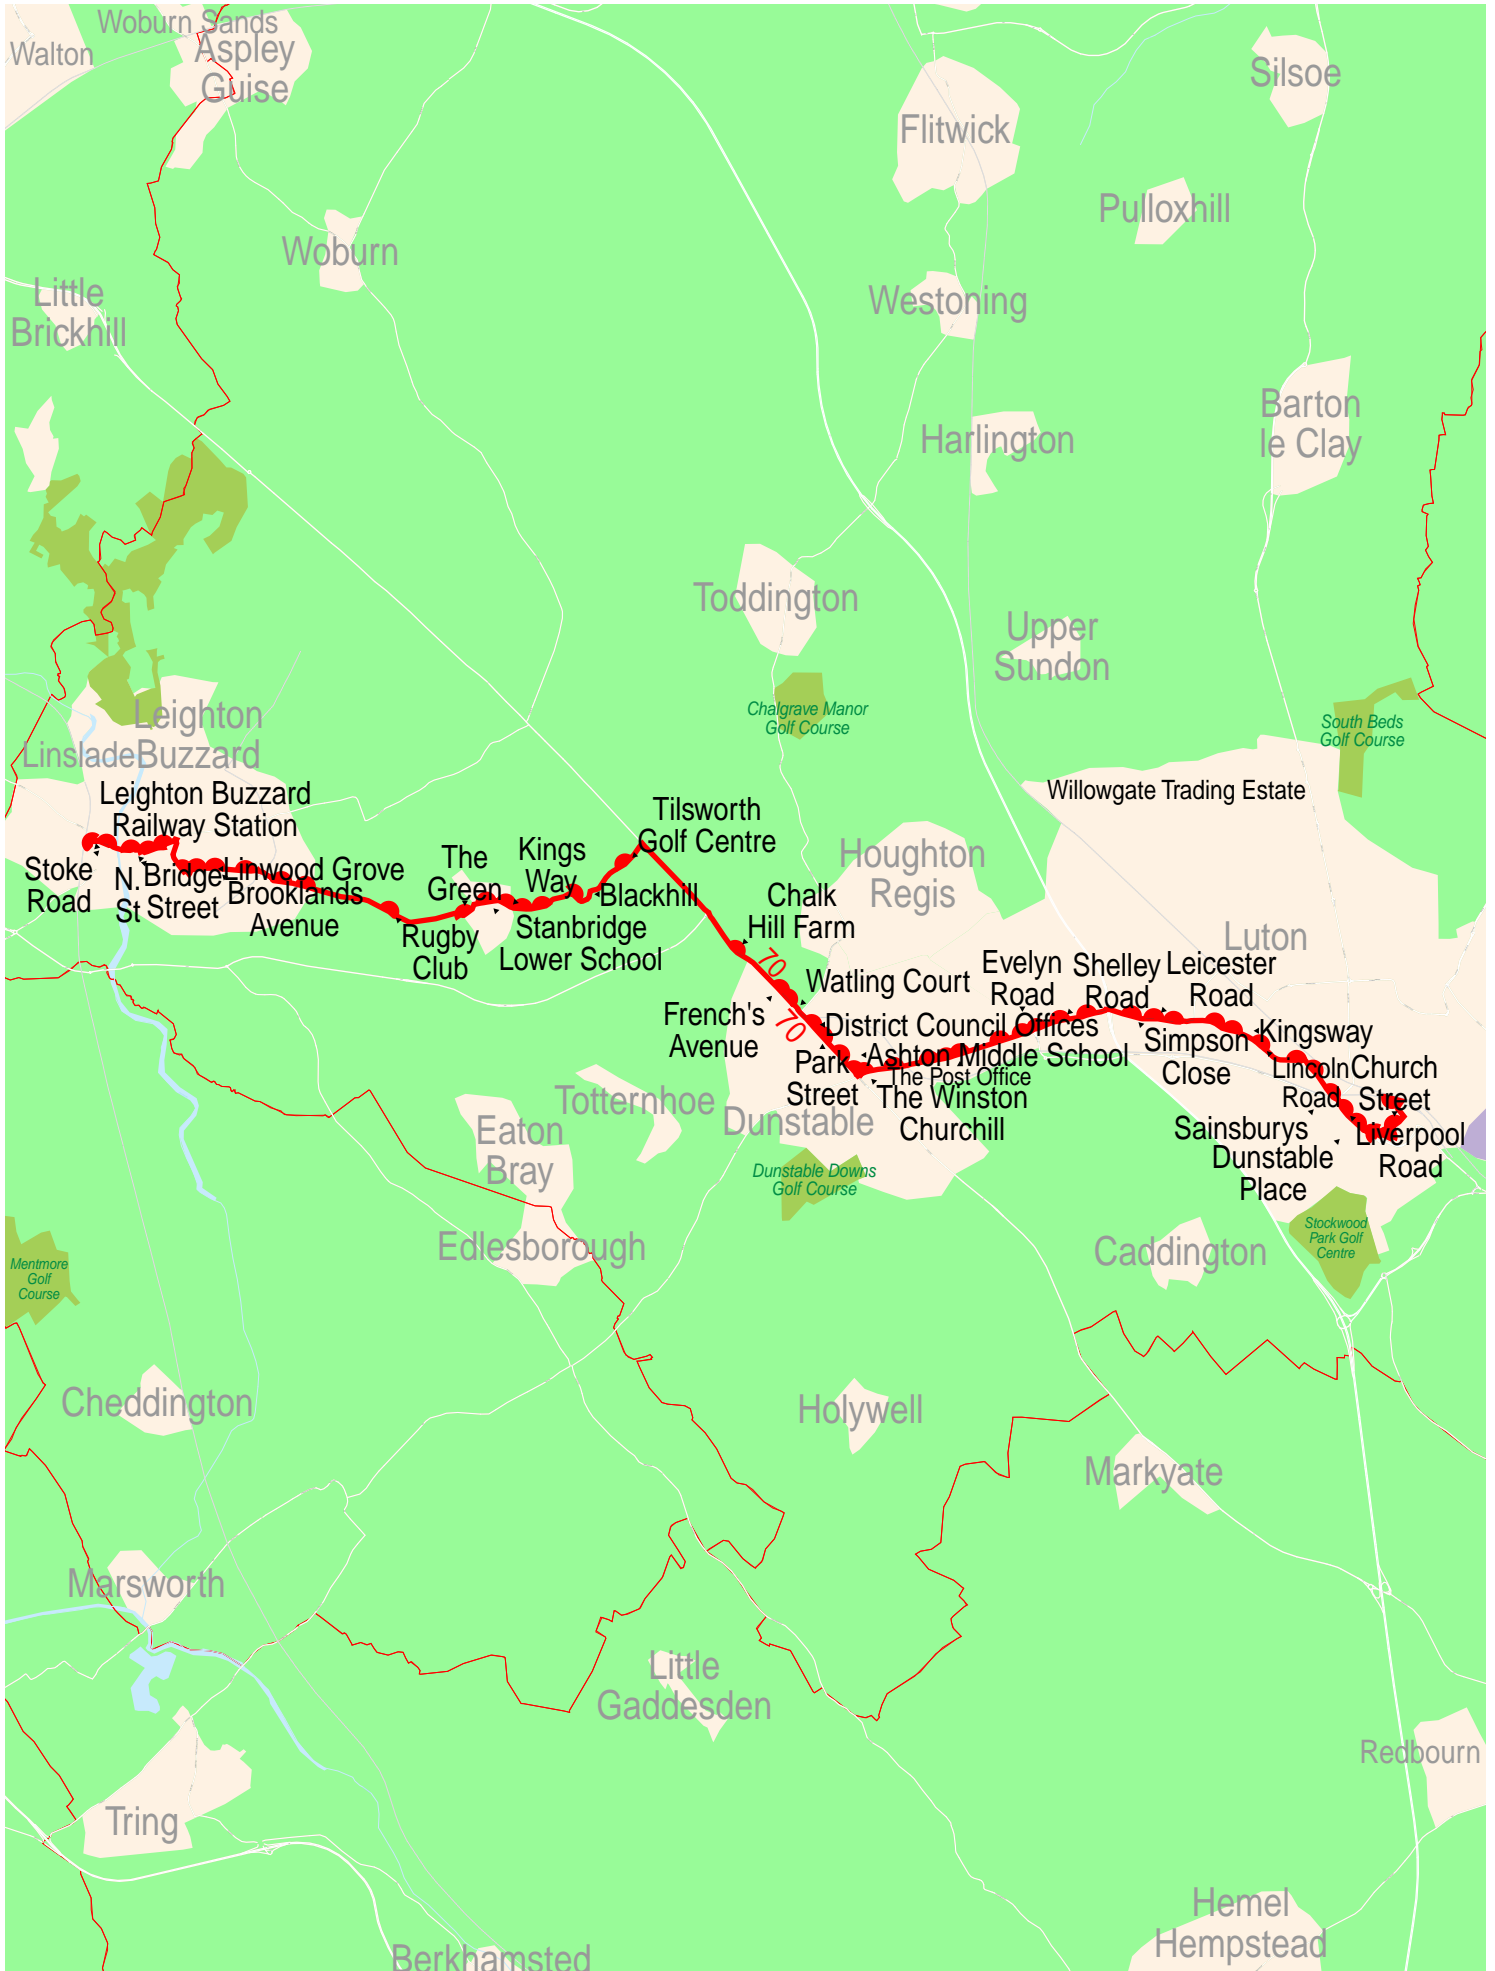 Woburn Sands
Walton
Aspley
Guise
Silsoe
Flitwick
Pulloxhill
Woburn
Little
Brickhill
Westoning
Barton
le Clay
Harlington
Toddington
Upper
Sundon
Chalgrave Manor
Golf Course
South Beds
Golf Course
Leighton
Buzzard
Linslade
Willowgate Trading Estate
Leighton Buzzard
Railway Station
Tilsworth
Golf Centre
Stoke
Road
N.
St
Bridge
Street
Linwood Grove
Brooklands
Avenue
The
Green
Kings
Way
Blackhill
Houghton
Regis
Chalk
Hill Farm
Rugby
Club
Stanbridge
Lower School
70
Luton
Watling Court
Evelyn
Road
Shelley
Road
Leicester
Road
French's
Avenue
70
District Council Offices
Ashton Middle School
Park
Street
The Post Office
The Winston
Churchill
Simpson
Close
Kingsway
Lincoln
Road
Church
Street
Sainsburys
Dunstable
Place
Liverpool
Road
Totternhoe
Dunstable
Eaton
Bray
Dunstable Downs
Golf Course
Edlesborough
Stockwood
Park Golf
Centre
Caddington
Mentmore
Golf
Course
Cheddington
Holywell
Markyate
Marsworth
Little
Gaddesden
Redbourn
Tring
Hemel
Hempstead
Berkhamsted